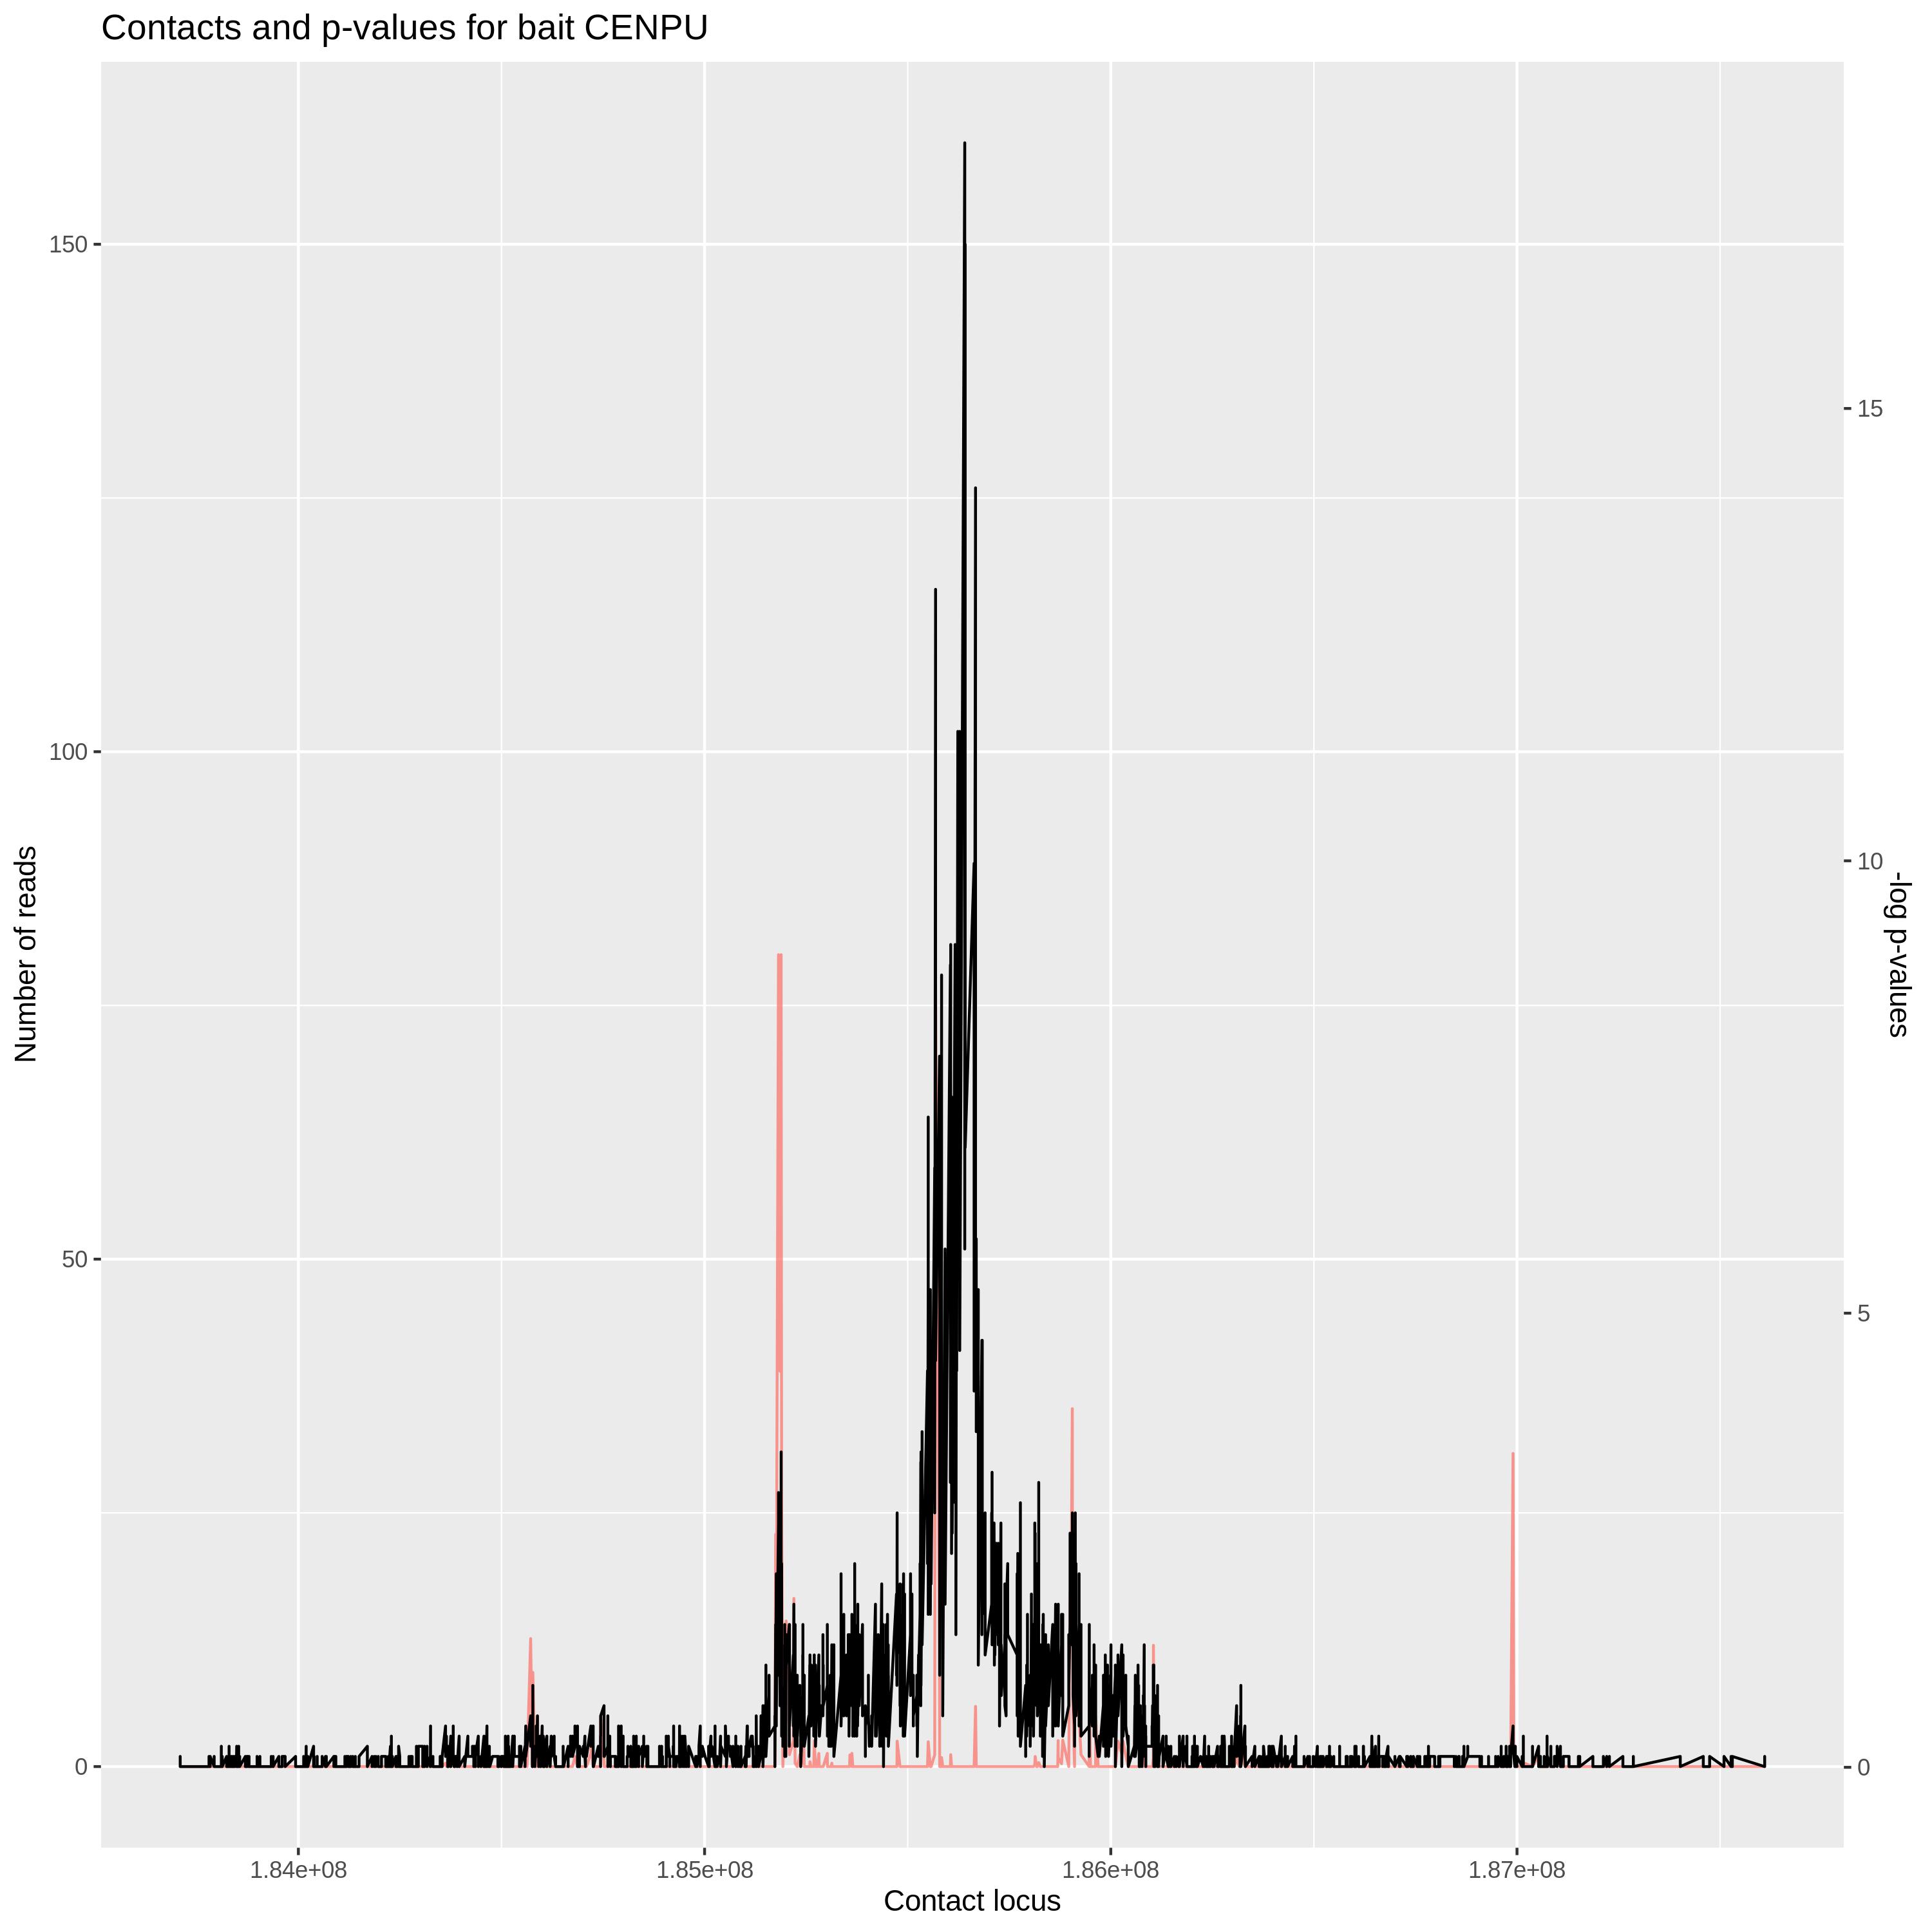 Contacts and p-values for bait CENPU
150
100
50
0
Number of reads
15
10
5
0
-log p-values
1.84e+08
1.85e+08
1.86e+08
1.87e+08
Contact locus